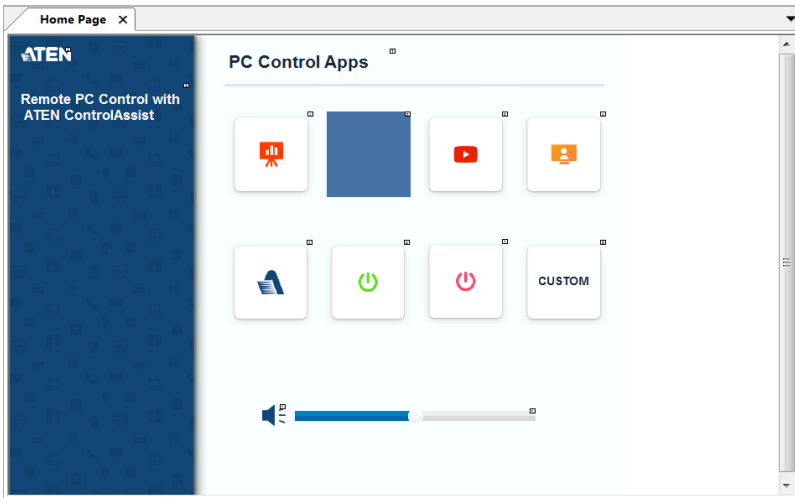 Home Page X
ATEN
PC Control Apps
Remote PC Control with
ATEN ControlAssist
CUSTOM